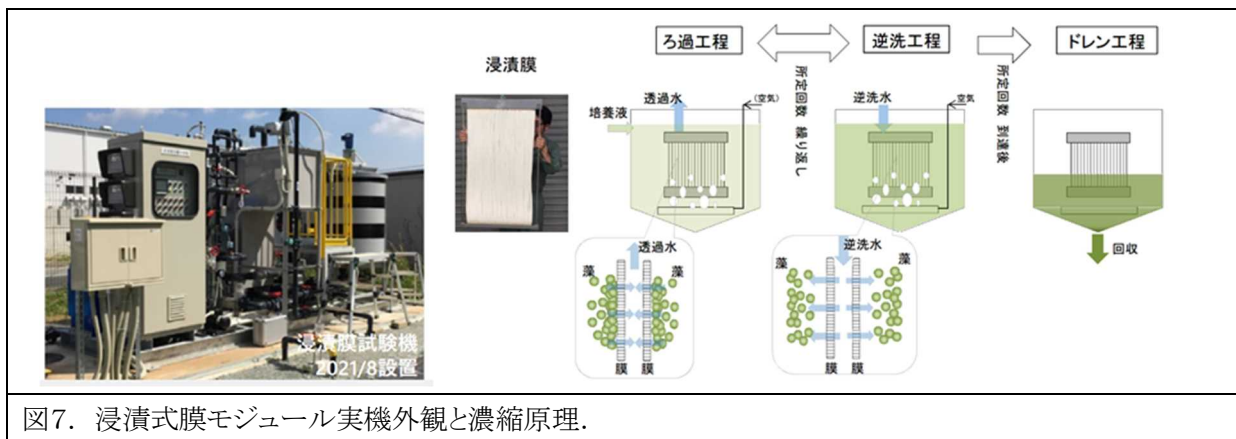 浸漬膜試験機
2021/8設置
浸漬膜
ろ過工程
逆洗工程
ドレン工程
所定回数 繰り返し
所定回数 到達後
培養液
透過水
(空気)
逆洗水
空気
透過水
藻
藻
膜 膜
逆洗水
藻
藻
膜 膜
回収
図7. 浸漬式膜モジュール実機外観と濃縮原理.